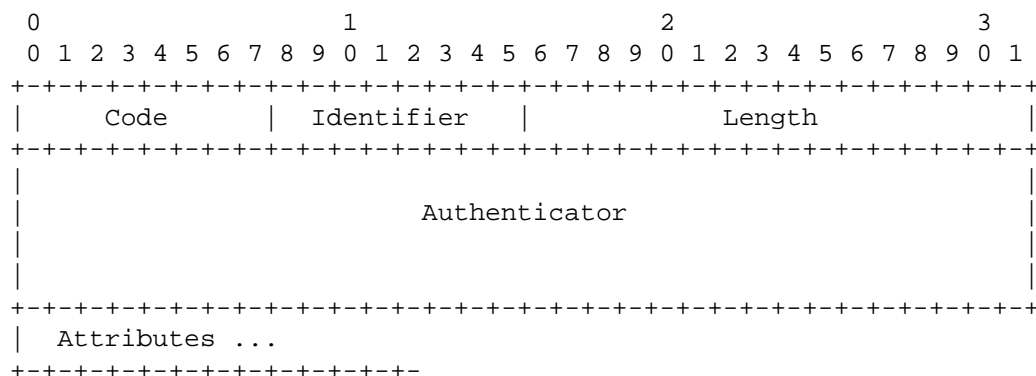 0                   1                   2                   3
 0 1 2 3 4 5 6 7 8 9 0 1 2 3 4 5 6 7 8 9 0 1 2 3 4 5 6 7 8 9 0 1
+-+-+-+-+-+-+-+-+-+-+-+-+-+-+-+-+-+-+-+-+-+-+-+-+-+-+-+-+-+-+-+-+
|     Code      |  Identifier   |            Length             |
+-+-+-+-+-+-+-+-+-+-+-+-+-+-+-+-+-+-+-+-+-+-+-+-+-+-+-+-+-+-+-+-+
|                                                               |
|                         Authenticator                         |
|                                                               |
|                                                               |
+-+-+-+-+-+-+-+-+-+-+-+-+-+-+-+-+-+-+-+-+-+-+-+-+-+-+-+-+-+-+-+-+
|  Attributes ...
+-+-+-+-+-+-+-+-+-+-+-+-+-